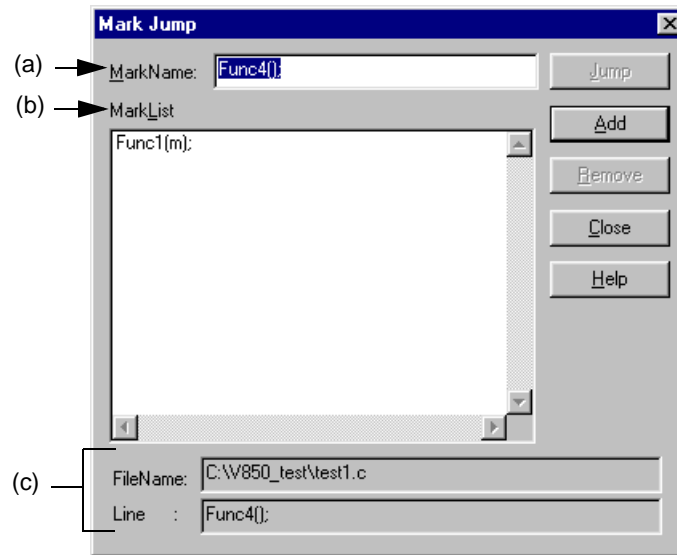 Mark Jump
(a) MarkName: Func4(); Jump
(b) MarkList Add
Func1(m);
Remove
Close
Help
(c) FileName: C:\V850_test\test1.c
Line : Func4();